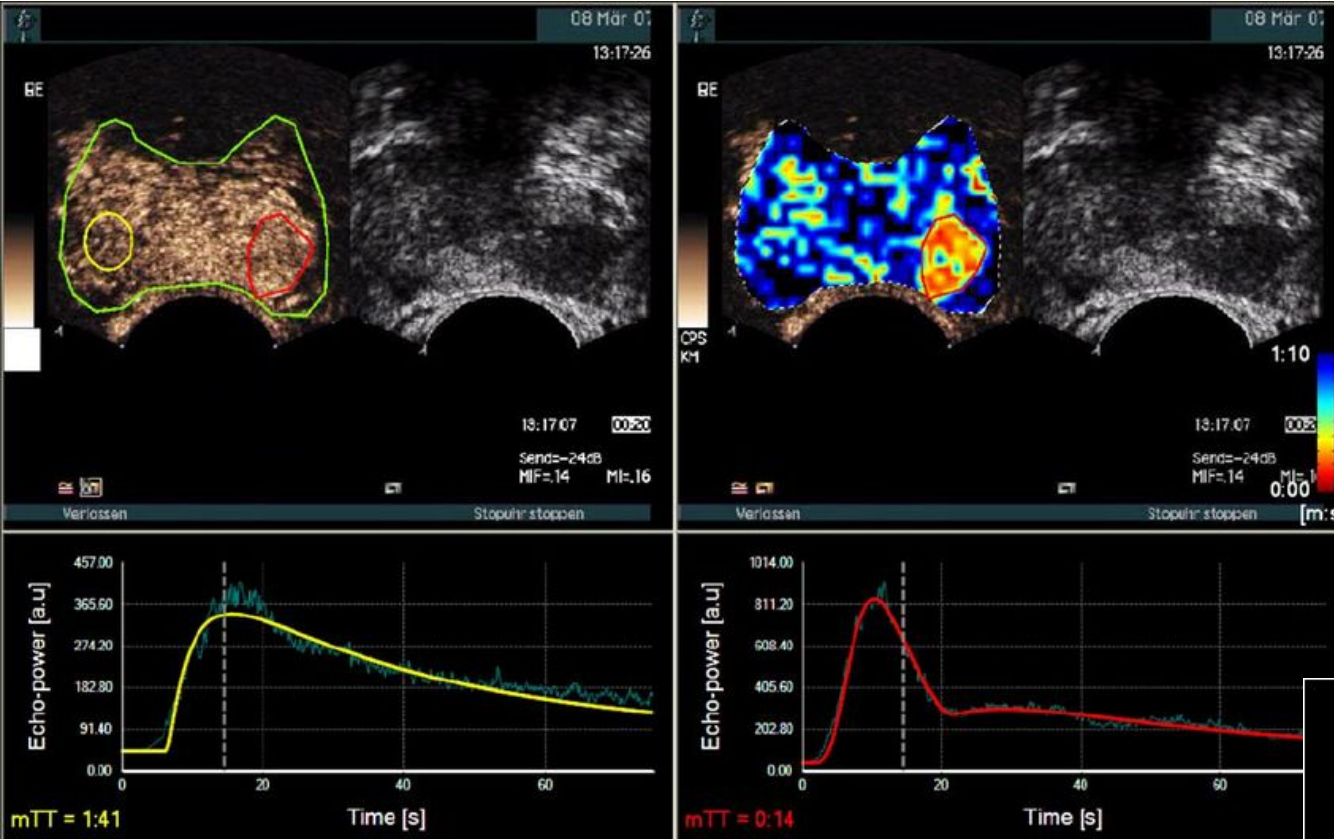 08 Mär 07
13:17:26
BE
13:17:07 00:20
Send=-24dB
MIF=.14 MI=.16
Verlassen Stopuhr stoppen
08 Mär 07
13:17:26
BE
CPS
KM
1:10
13:17:07
Send=-24dB
MIF=.14
0:00
Verlassen Stopuhr stoppen
[m:s
457.00
365.60
274.20
182.80
91.40
0.00
Echo-power [a.u]
0 20 40 60
mTT = 1:41 Time [s]
1014.00
811.20
608.40
405.60
202.80
0.00
Echo-power [a.u]
0 20 40 60
mTT = 0:14 Time [s]